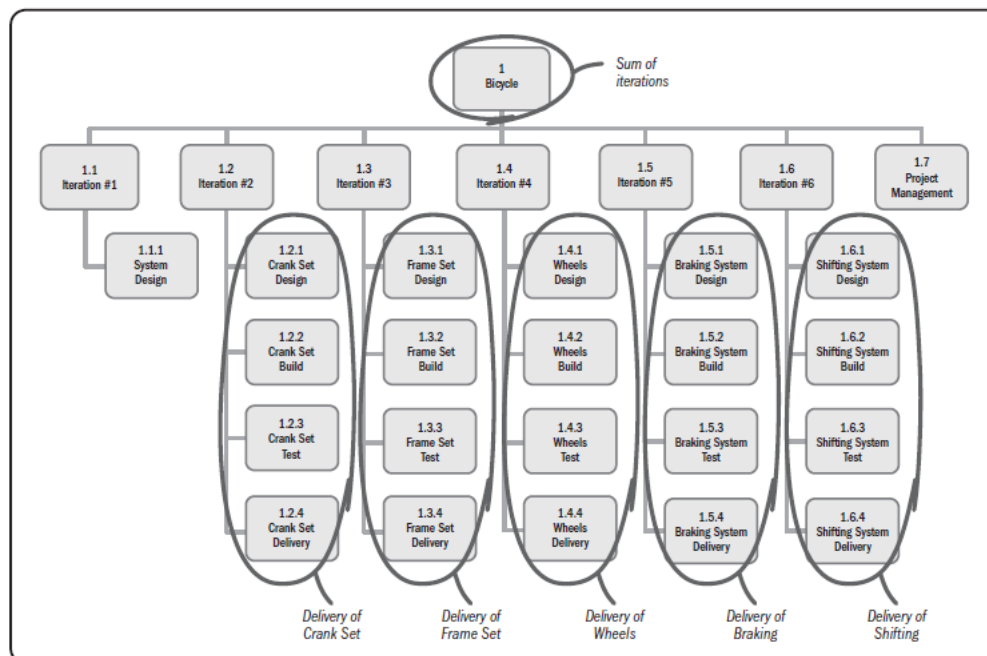 1
Bicycle
Sum of
iterations
1.1
Iteration #1
1.2
Iteration #2
1.3
Iteration #3
1.4
Iteration #4
1.5
Iteration #5
1.6
Iteration #6
1.7
Project
Management
1.1.1
System
Design
1.2.1
Crank Set
Design
1.3.1
Frame Set
Design
1.4.1
Wheels
Design
1.5.1
Braking System
Design
1.6.1
Shifting System
Design
1.2.2
Crank Set
Build
1.3.2
Frame Set
Build
1.4.2
Wheels
Build
1.5.2
Braking System
Build
1.6.2
Shifting System
Build
1.2.3
Crank Set
Test
1.3.3
Frame Set
Test
1.4.3
Wheels
Test
1.5.3
Braking System
Test
1.6.3
Shifting System
Test
1.2.4
Crank Set
Delivery
1.3.4
Frame Set
Delivery
1.4.4
Wheels
Delivery
1.5.4
Braking System
Delivery
1.6.4
Shifting System
Delivery
Delivery of
Crank Set
Delivery of
Frame Set
Delivery of
Wheels
Delivery of
Braking
Delivery of
Shifting